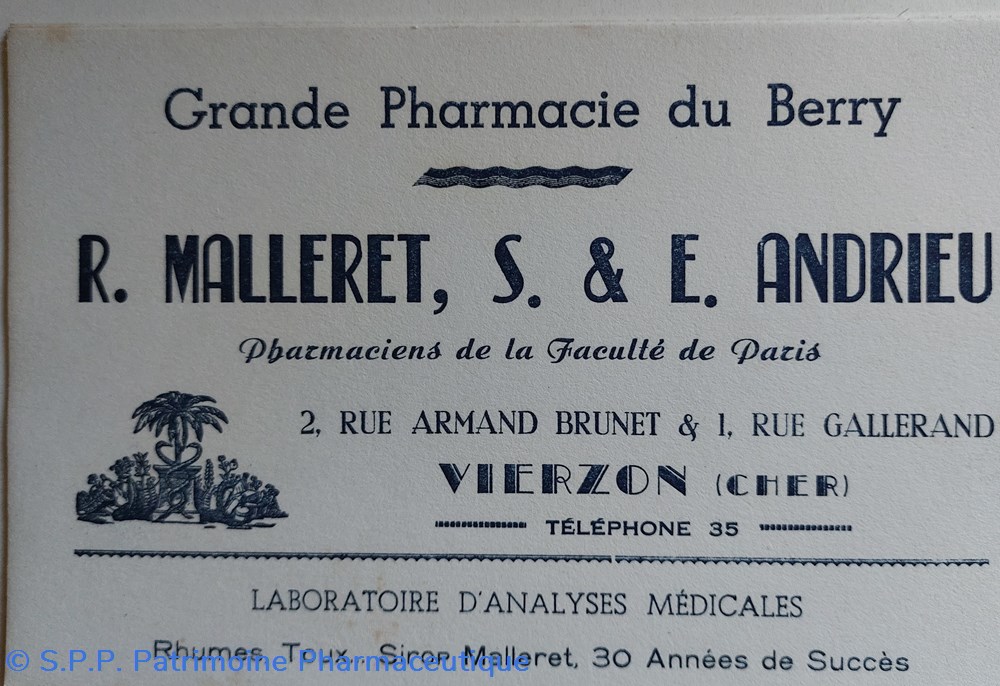 Grande Pharmacie du Berry
R. MALLERET, S. & E. ANDRIEU
Pharmaciens de la Faculté de Paris
2, RUE ARMAND BRUNET & 1, RUE GALLERAND
VIERZON (CHER)
TÉLÉPHONE 35
LABORATOIRE D'ANALYSES MÉDICALES
Rhumes, Toux.. Sirop Malleret, 30 Années de Succès
© S.P.P. Patrimoine Pharmaceutique